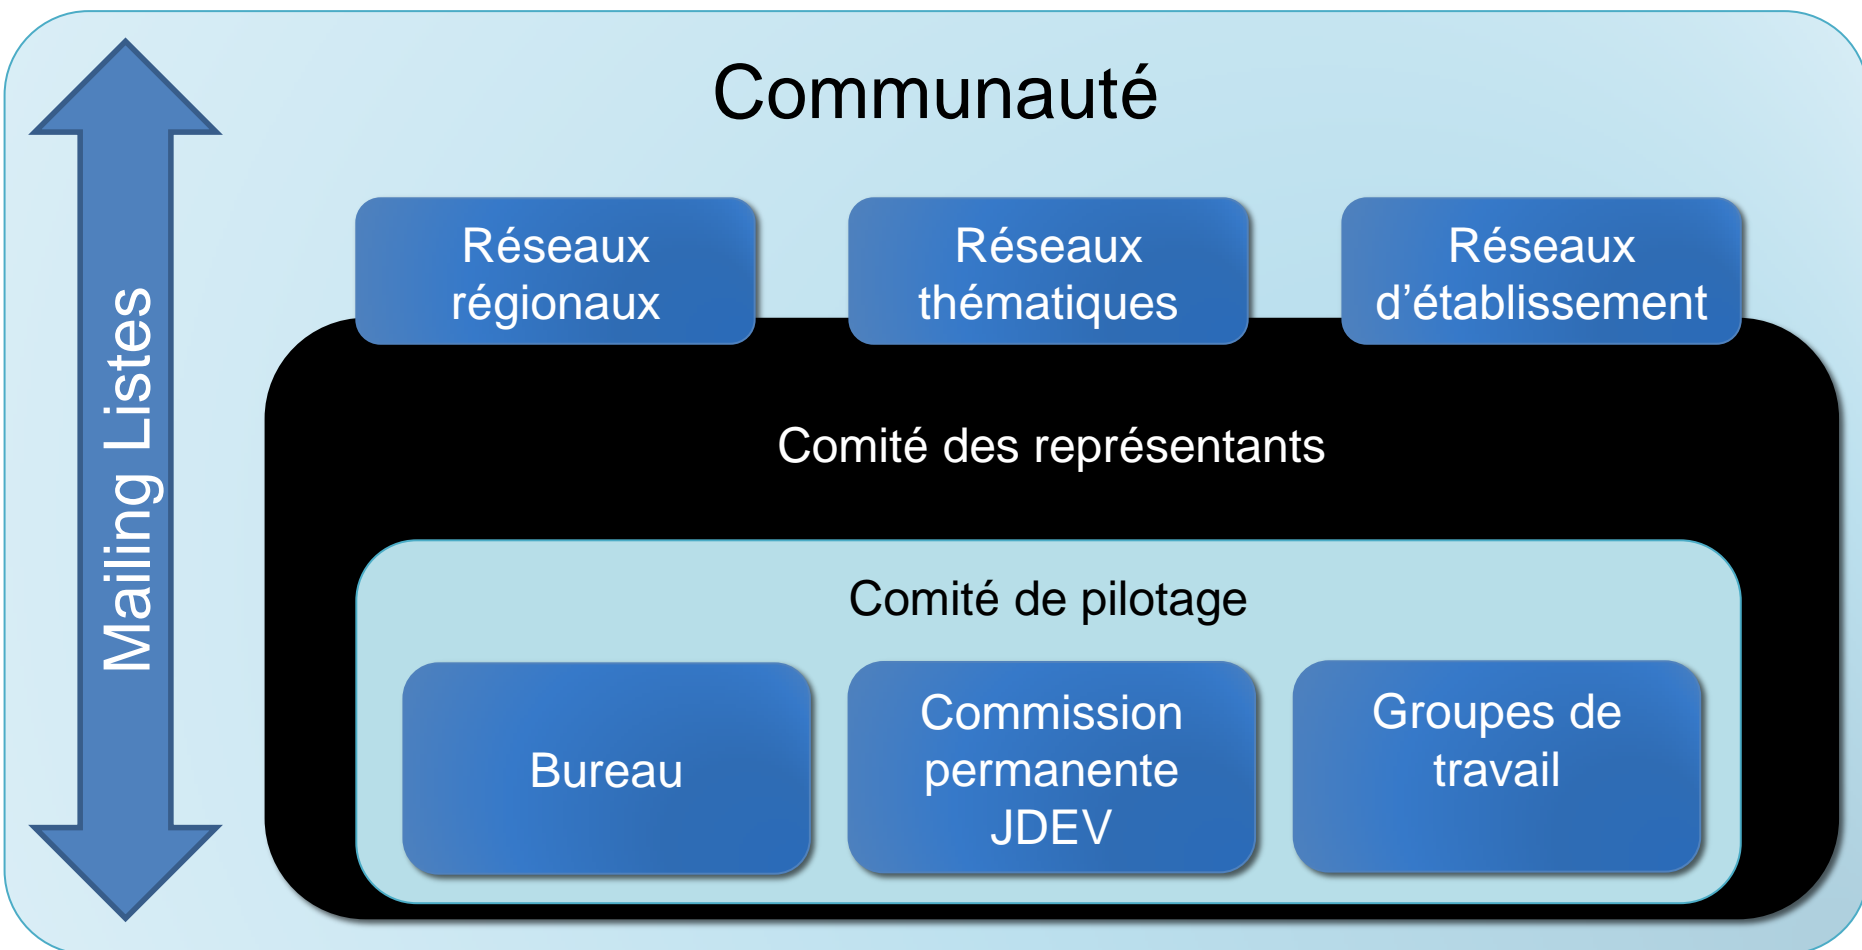 Communauté
Mailing Listes
Réseaux
régionaux
Réseaux
thématiques
Réseaux
d’établissement
Comité des représentants
Comité de pilotage
Bureau
Commission
permanente
JDEV
Groupes de
travail